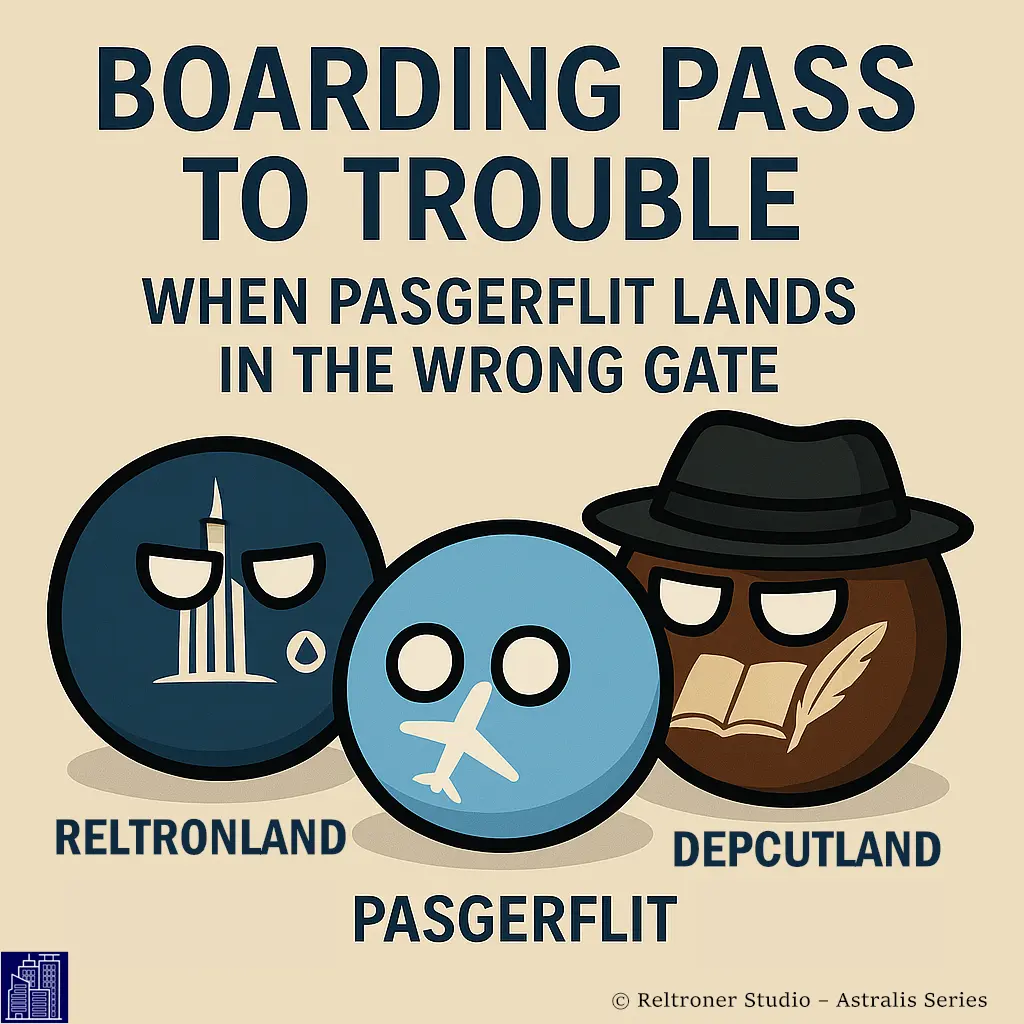 BOARDING PASS
TO TROUBLE
WHEN PASGERFLIT LANDS
IN THE WRONG GATE
RELTRONLAND
DEPCUTLAND
PASGERFLIT
© Reltroner Studio – Astralis Series